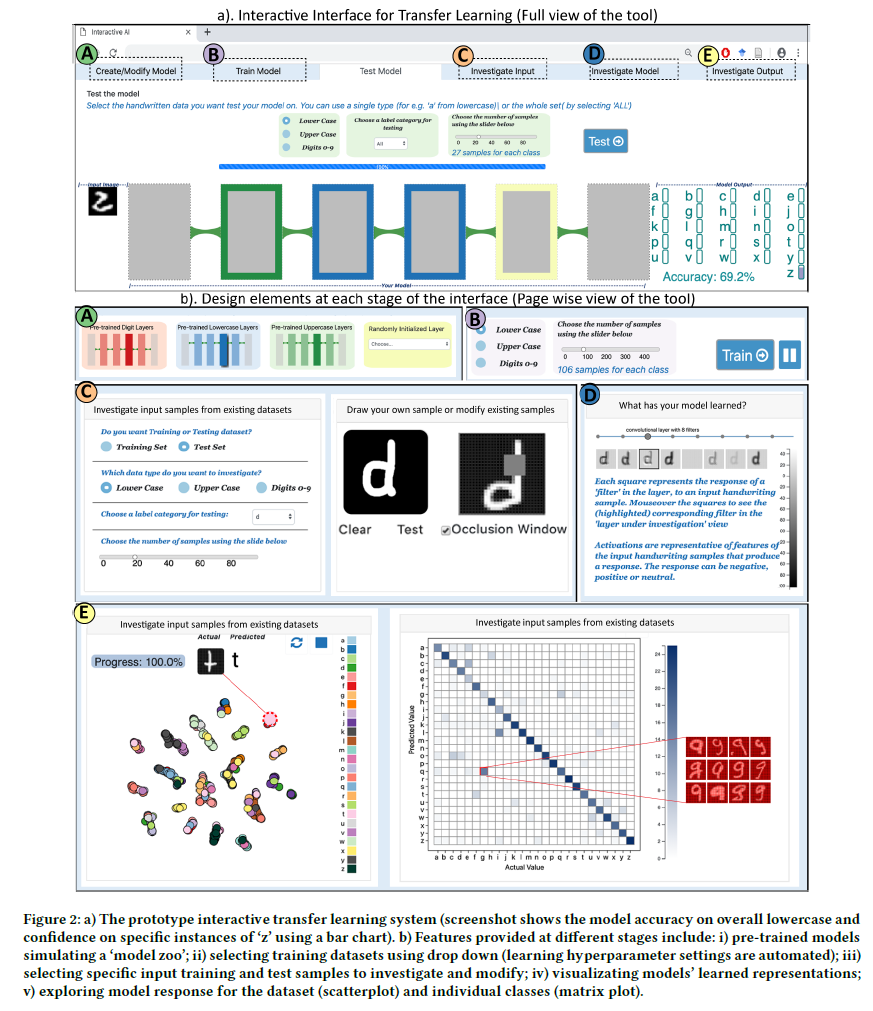 a). Interactive Interface for Transfer Learning (Full view of the tool)
Interactive AI
A
B
C
D
E
Create/Modify Model
Train Model
Test Model
Investigate Input
Investigate Model
Investigate Output
Test the model
Select the handwritten data you want test your model on. You can use a single type (for e.g. 'a' from lowercase)| or the whole set( by selecting 'ALL')
Lower Case
Upper Case
Digits 0-9
Choose a label category for
testing
All
Choose the number of samples
using the slider below
0 20 40 60 80
27 samples for each class
Test
100%
Input Image
Model Output
a b c d e
f g h i j
k l m n o
p q r s t
u v w x y
z
Accuracy: 69.2%
Your Model
b). Design elements at each stage of the interface (Page wise view of the tool)
A
Pre-trained Digit Layers
Pre-trained Lowercase Layers
Pre-trained Uppercase Layers
Randomly Initialized Layer
Choose...
B
Lower Case
Upper Case
Digits 0-9
Choose the number of samples
using the slider below
0 100 200 300 400
106 samples for each class
Train
C
Investigate input samples from existing datasets
Do you want Training or Testing dataset?
Training Set
Test Set
Which data type do you want to investigate?
Lower Case
Upper Case
Digits 0-9
Choose a label category for testing:
d
Choose the number of samples using the slide below
0 20 40 60 80
Draw your own sample or modify existing samples
Clear
Test
Occlusion Window
D
What has your model learned?
convolutional layer with 8 filters
Each square represents the response of a
'filter' in the layer, to an input handwriting
sample. Mouseover the squares to see the
(highlighted) corresponding filter in the
'layer under investigation' view
Activations are representative of features of
the input handwriting samples that produce
a response. The response can be negative,
positive or neutral.
E
Investigate input samples from existing datasets
Actual Predicted
Progress: 100.0%
t
a
b
c
d
e
f
g
h
i
j
k
l
m
n
o
p
q
r
s
t
u
v
w
x
y
z
Investigate input samples from existing datasets
Predicted Value
a
b
c
d
e
f
g
h
i
j
k
l
m
n
o
p
q
r
s
t
u
v
w
x
y
z
a b c d e f g h i j k l m n o p q r s t u v w x y z
Actual Value
24
22
20
18
16
14
12
10
8
6
4
2
0
Figure 2: a) The prototype interactive transfer learning system (screenshot shows the model accuracy on overall lowercase and
confidence on specific instances of ‘z’ using a bar chart). b) Features provided at different stages include: i) pre-trained models
simulating a ‘model zoo’; ii) selecting training datasets using drop down (learning hyperparameter settings are automated); iii)
selecting specific input training and test samples to investigate and modify; iv) visualizating models’ learned representations;
v) exploring model response for the dataset (scatterplot) and individual classes (matrix plot).